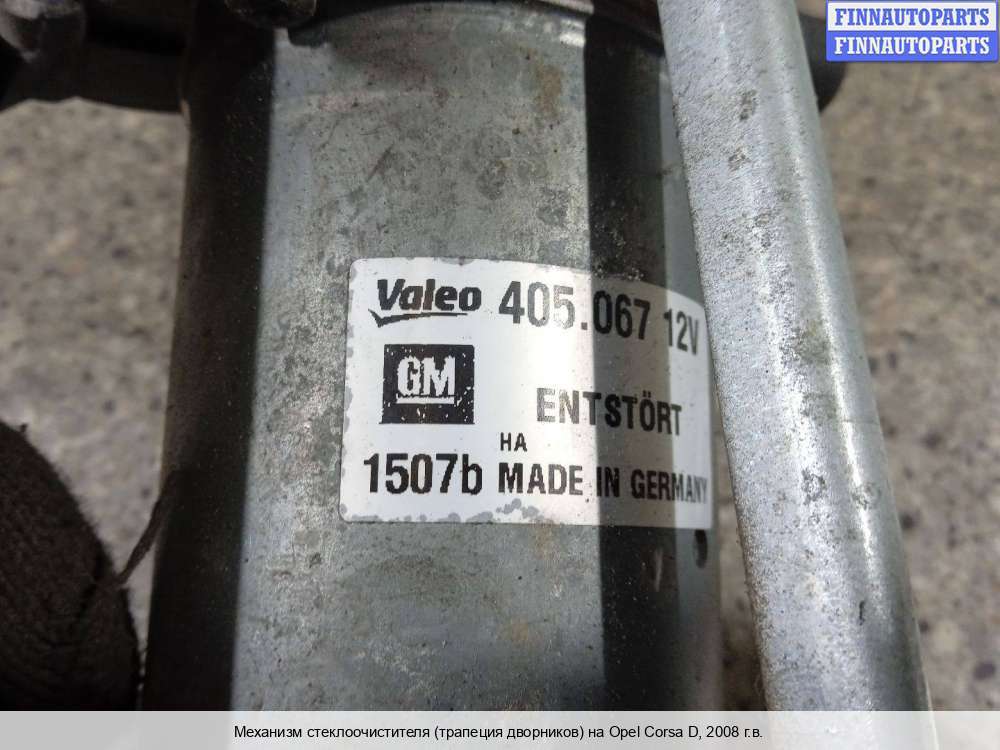 FINNAUTOPARTS
FINNAUTOPARTS
Valeo 405.067 12V
GM
ENTSTÖRT
HA
1507b MADE IN GERMANY
Механизм стеклоочистителя (трапеция дворников) на Opel Corsa D, 2008 г.в.